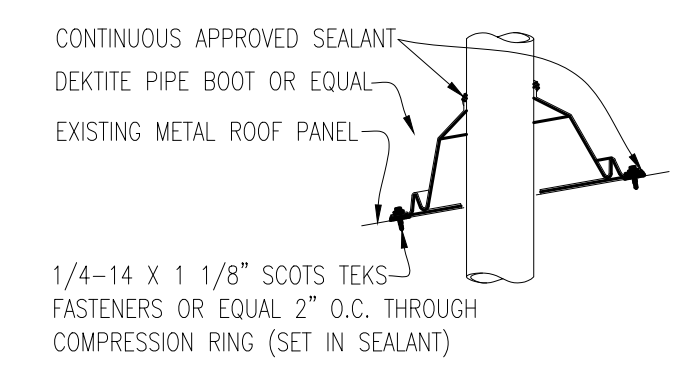 CONTINUOUS APPROVED SEALANT
DEKTITE PIPE BOOT OR EQUAL
EXISTING METAL ROOF PANEL
1/4-14 X 1 1/8" SCOTS TEKS
FASTENERS OR EQUAL 2" O.C. THROUGH
COMPRESSION RING (SET IN SEALANT)